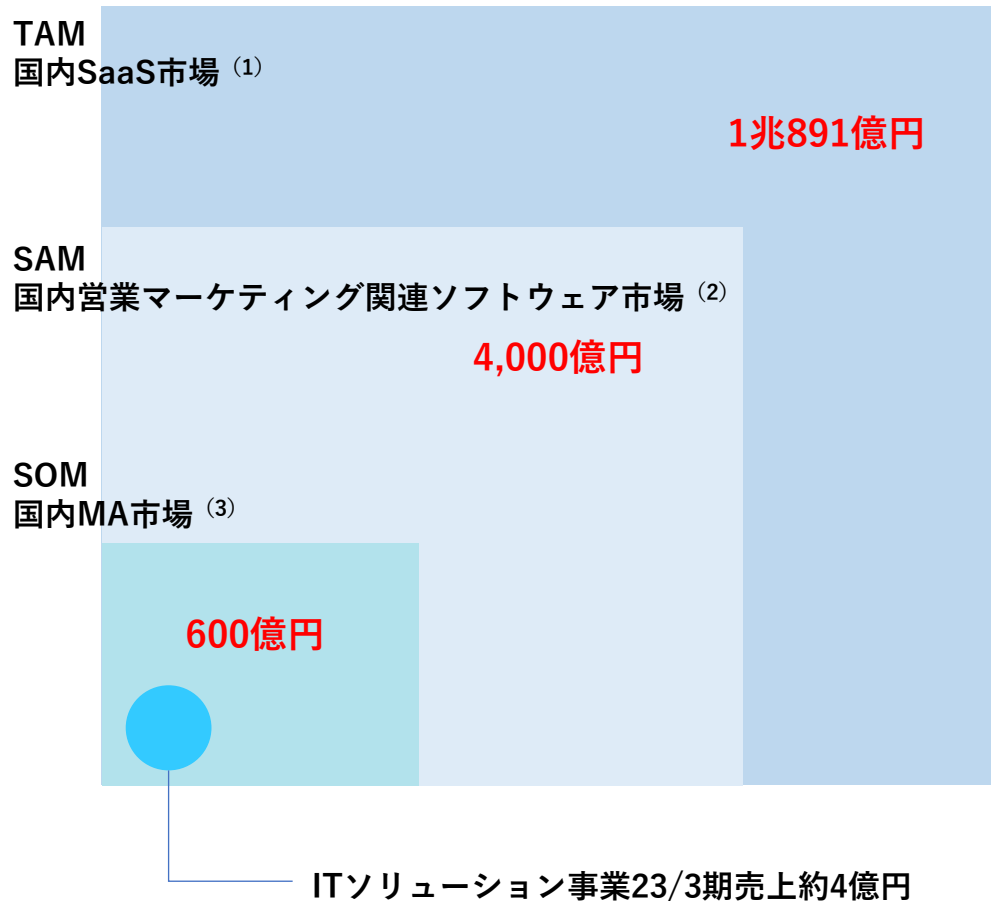 TAM
国内SaaS市場（1）
1兆891億円
SAM
国内営業マーケティング関連ソフトウェア市場（2）
4,000億円
SOM
国内MA市場（3）
600億円
ITソリューション事業23/3期売上約4億円